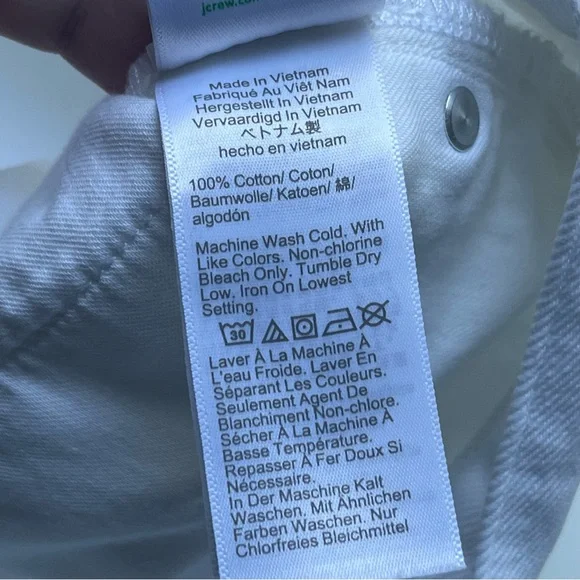 jcrew.com
Made In Vietnam
Fabriqué Au Viêt Nam
Hergestellt In Vietnam
Vervaardigd In Vietnam
ベトナム製
hecho en vietnam
100% Cotton/ Coton/
Baumwolle/ Katoen/ 綿/
algodón
Machine Wash Cold. With
Like Colors. Non-chlorine
Bleach Only. Tumble Dry
Low. Iron On Lowest
Setting.
30
Laver À La Machine À
L'eau Froide. Laver En
Séparant Les Couleurs.
Seulement Agent De
Blanchiment Non-chlore.
Sécher À La Machine À
Basse Température.
Repasser À Fer Doux Si
Nécessaire.
In Der Maschine Kalt
Waschen. Mit Ähnlichen
Farben Waschen. Nur
Chlorfreies Bleichmittel